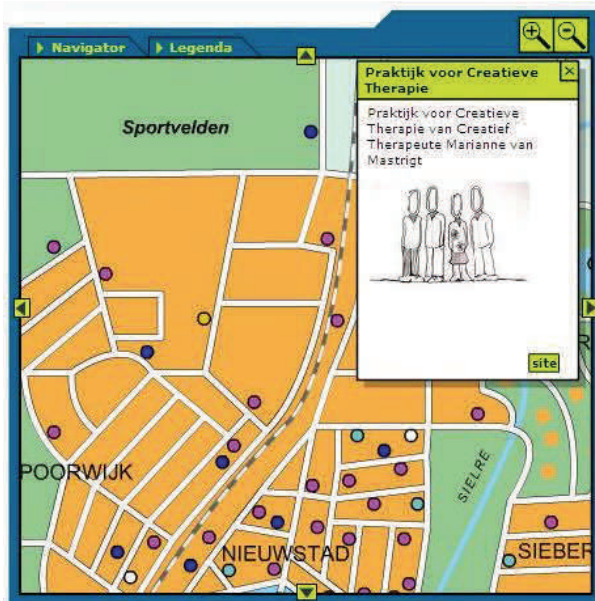 Navigator
Legenda
Praktijk voor Creatieve
Therapie
Praktijk voor Creatieve
Therapie van Creatief
Therapeute Marianne van
Mastrigt
site
Sportvelden
POORWIJK
NIEUWSTAD
SIELRE
SIEBER